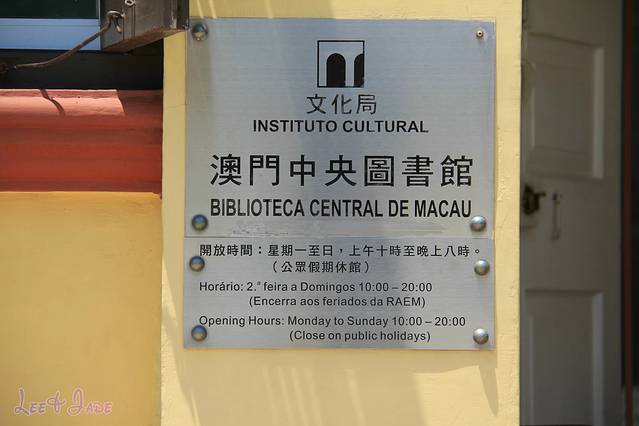 文化局
INSTITUTO CULTURAL
澳門中央圖書館
BIBLIOTECA CENTRAL DE MACAU
開放時間：星期一至日，上午十時至晚上八時。
（公眾假期休館）
Horário: 2.ª feira a Domingos 10:00 – 20:00
(Encerra aos feriados da RAEM)
Opening Hours: Monday to Sunday 10:00 – 20:00
(Close on public holidays)
Lee & Jade